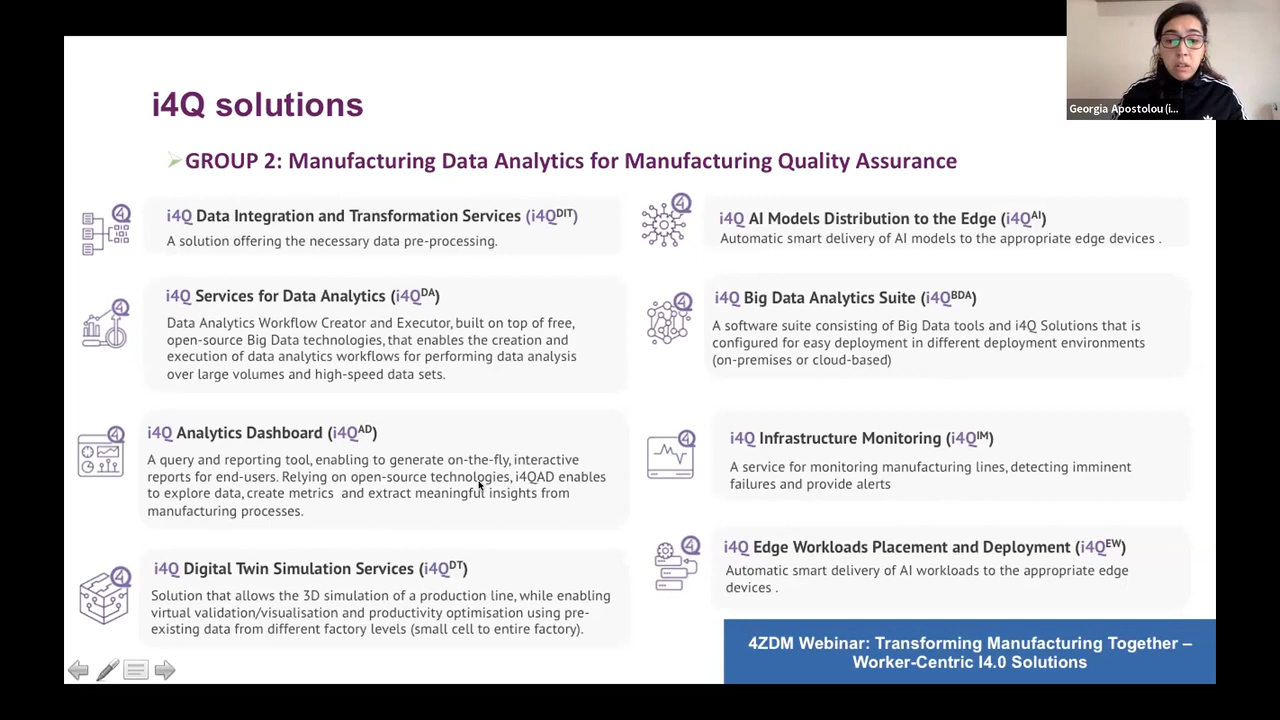 Georgia Apostolou (i...
i4Q solutions
GROUP 2: Manufacturing Data Analytics for Manufacturing Quality Assurance
i4Q Data Integration and Transformation Services (i4QDIT)
A solution offering the necessary data pre-processing.
i4Q Services for Data Analytics (i4QDA)
Data Analytics Workflow Creator and Executor, built on top of free,
open-source Big Data technologies, that enables the creation and
execution of data analytics workflows for performing data analysis
over large volumes and high-speed data sets.
i4Q Analytics Dashboard (i4QAD)
A query and reporting tool, enabling to generate on-the-fly, interactive
reports for end-users. Relying on open-source technologies, i4QAD enables
to explore data, create metrics and extract meaningful insights from
manufacturing processes.
i4Q Digital Twin Simulation Services (i4QDT)
Solution that allows the 3D simulation of a production line, while enabling
virtual validation/visualisation and productivity optimisation using pre-
existing data from different factory levels (small cell to entire factory).
i4Q AI Models Distribution to the Edge (i4QAI)
Automatic smart delivery of AI models to the appropriate edge devices .
i4Q Big Data Analytics Suite (i4QBDA)
A software suite consisting of Big Data tools and i4Q Solutions that is
configured for easy deployment in different deployment environments
(on-premises or cloud-based)
i4Q Infrastructure Monitoring (i4QIM)
A service for monitoring manufacturing lines, detecting imminent
failures and provide alerts
i4Q Edge Workloads Placement and Deployment (i4QEW)
Automatic smart delivery of AI workloads to the appropriate edge
devices .
4ZDM Webinar: Transforming Manufacturing Together –
Worker-Centric I4.0 Solutions